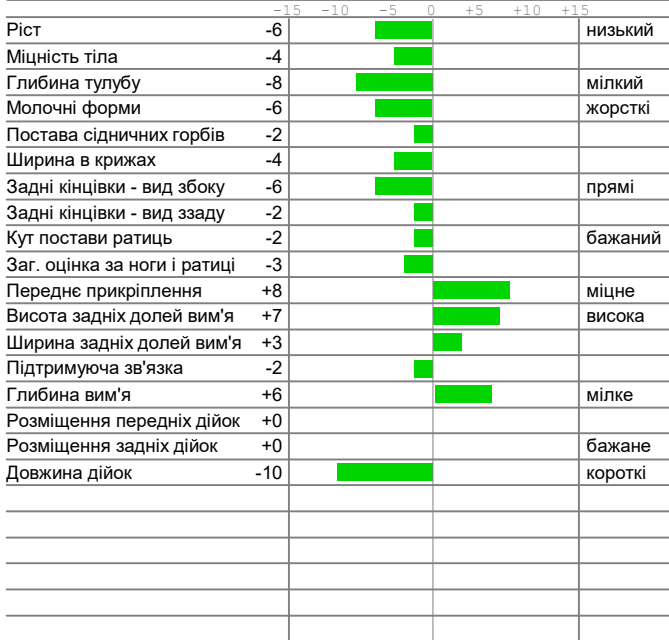 -15 -10 -5 0 +5 +10 +15
Ріст -6 низький
Міцність тіла -4
Глибина тулубу -8 мілкий
Молочні форми -6 жорсткі
Постава сідничних горбів -2
Ширина в крижах -4
Задні кінцівки - вид збоку -6 прямі
Задні кінцівки - вид ззаду -2
Кут постави ратиць -2 бажаний
Заг. оцінка за ноги і ратиці -3
Переднє прикріплення +8 міцне
Висота задніх долей вим'я +7 висока
Ширина задніх долей вим'я +3
Підтримуюча зв'язка -2
Глибина вим'я +6 мілке
Розміщення передніх дійок +0
Розміщення задніх дійок +0 бажане
Довжина дійок -10 короткі